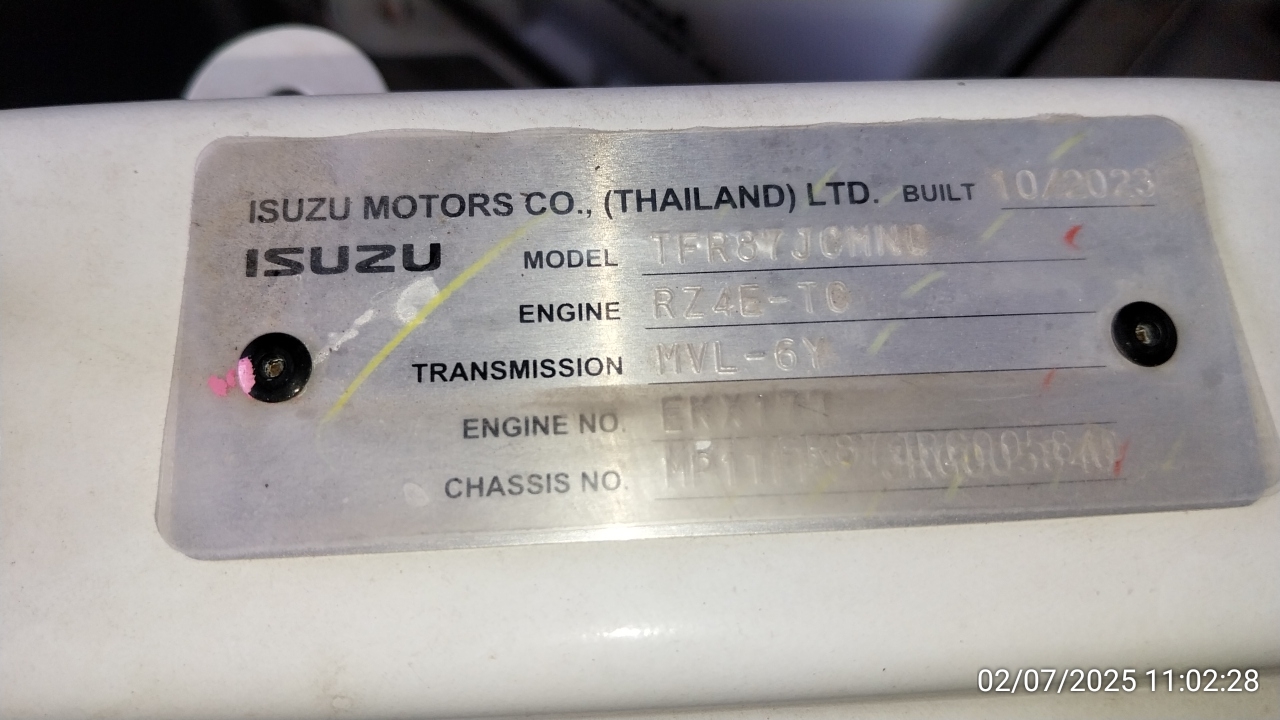 ISUZU MOTORS CO., (THAILAND) LTD. BUILT 10/2023
ISUZU MODEL
ENGINE RZ4E-TC
TRANSMISSION MVL-6Y
ENGINE NO.
CHASSIS NO.
02/07/2025 11:02:28